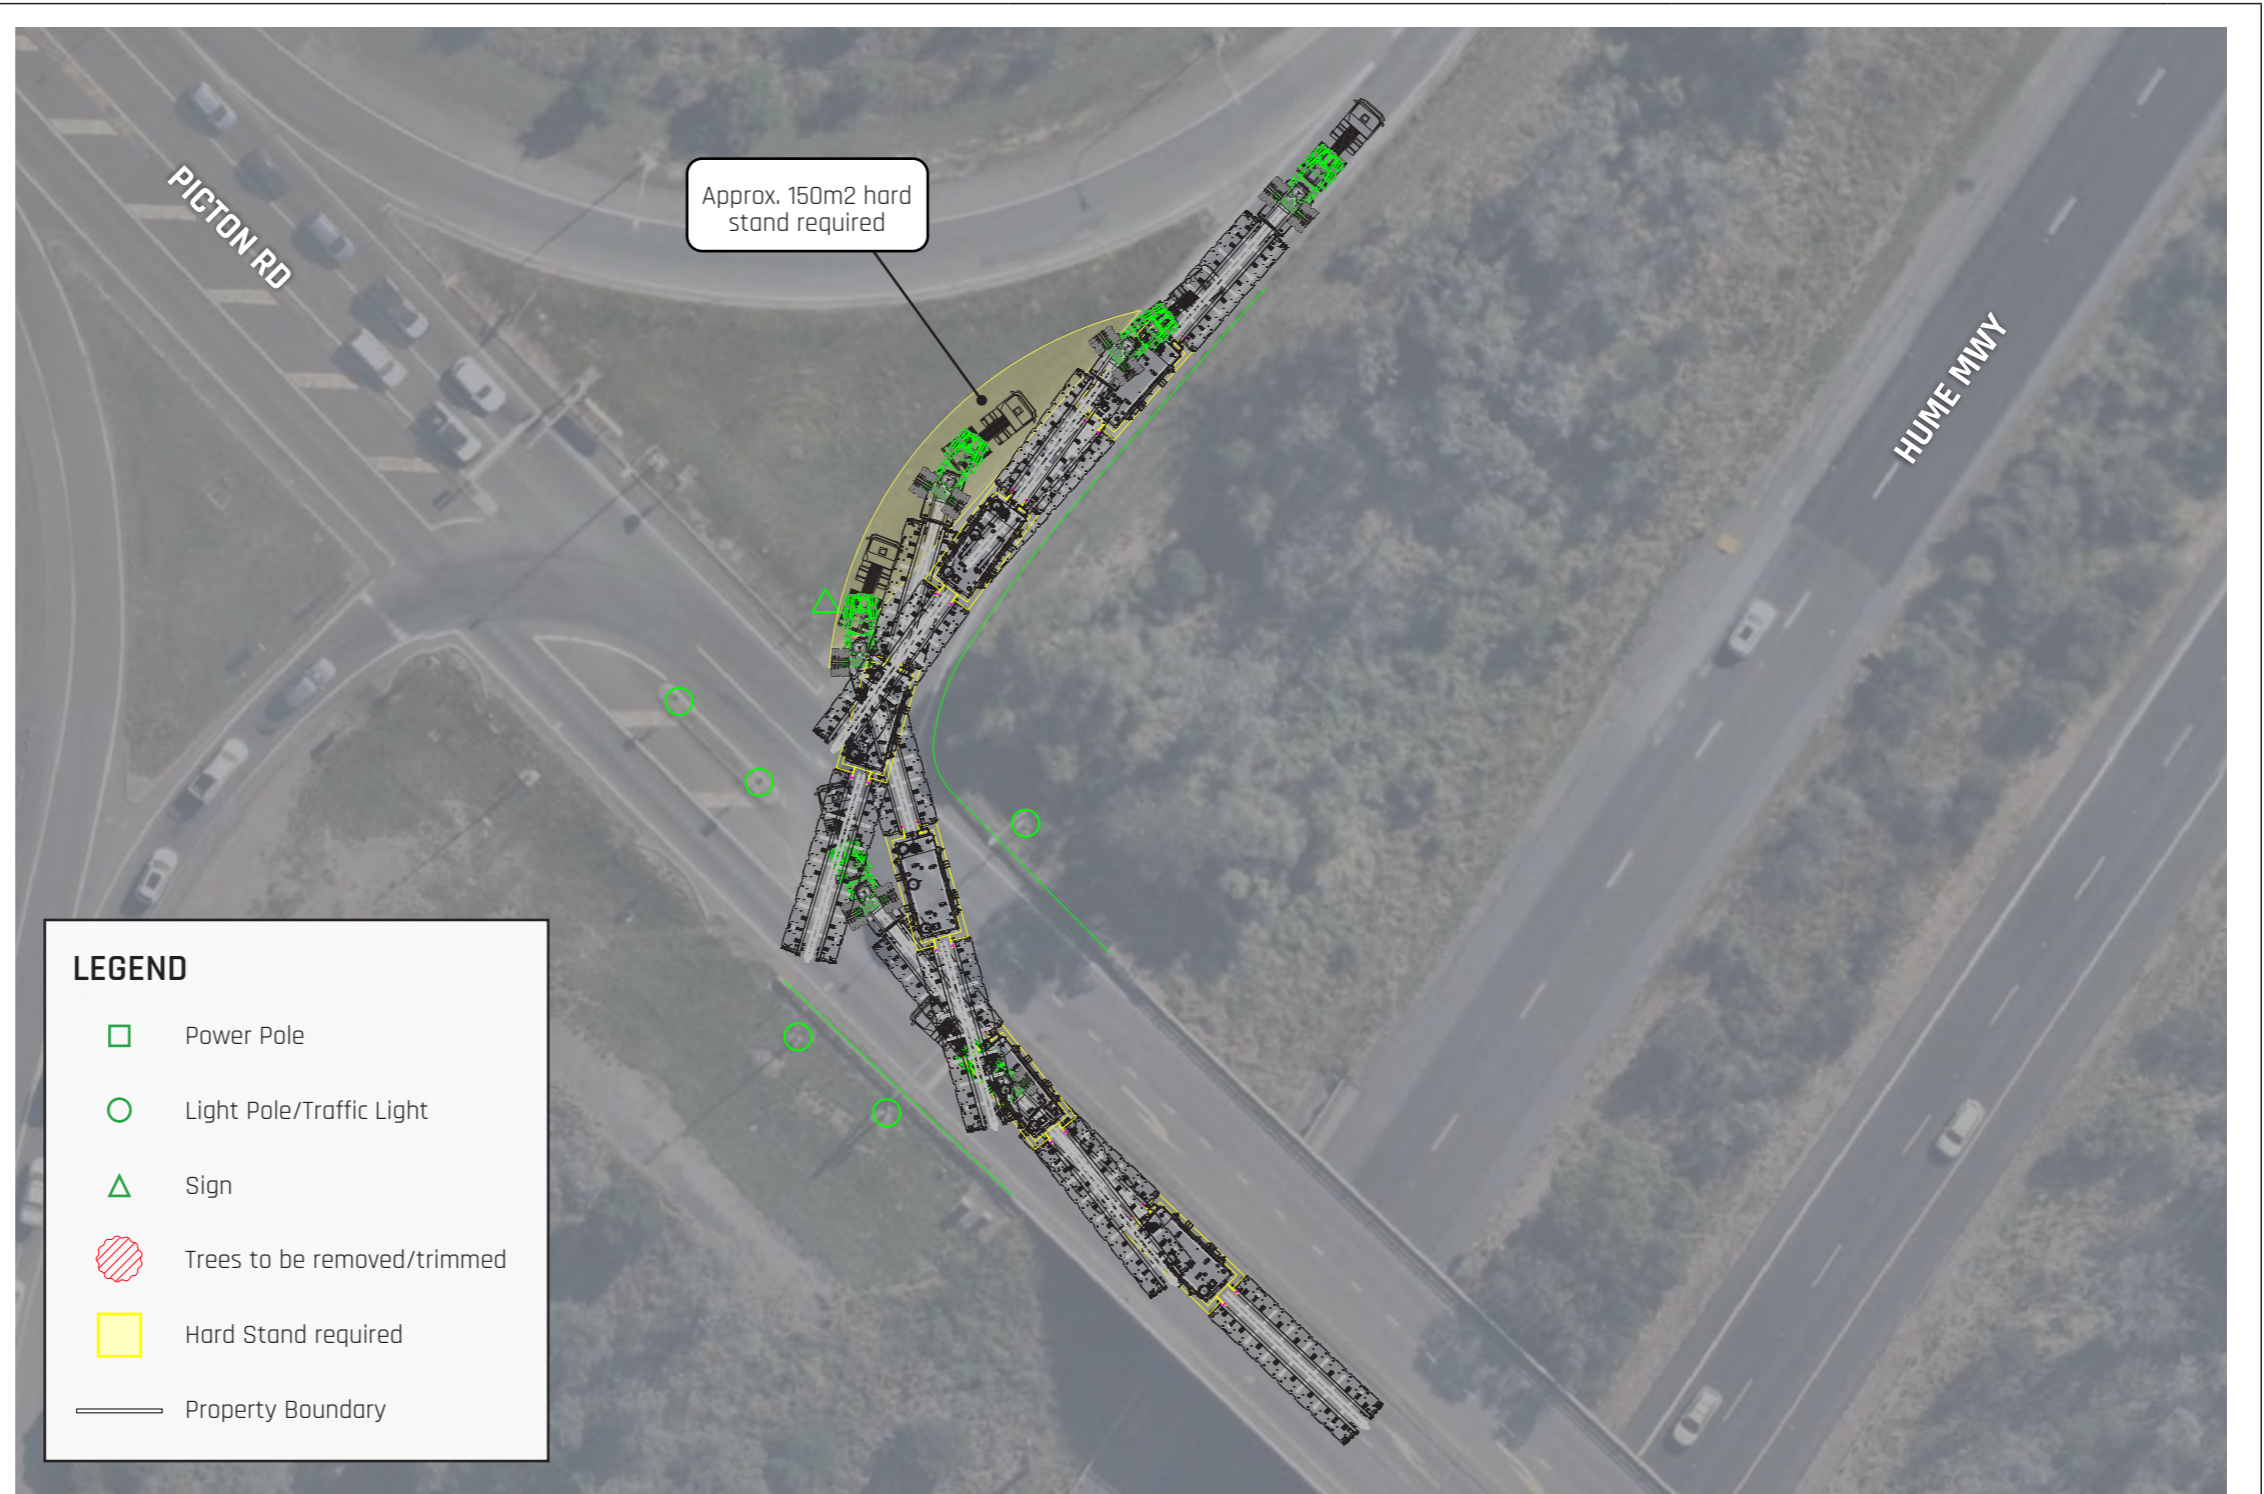 PICTON RD
Approx. 150m2 hard
stand required
HUME MWY
LEGEND
Power Pole
Light Pole/Traffic Light
Sign
Trees to be removed/trimmed
Hard Stand required
Property Boundary